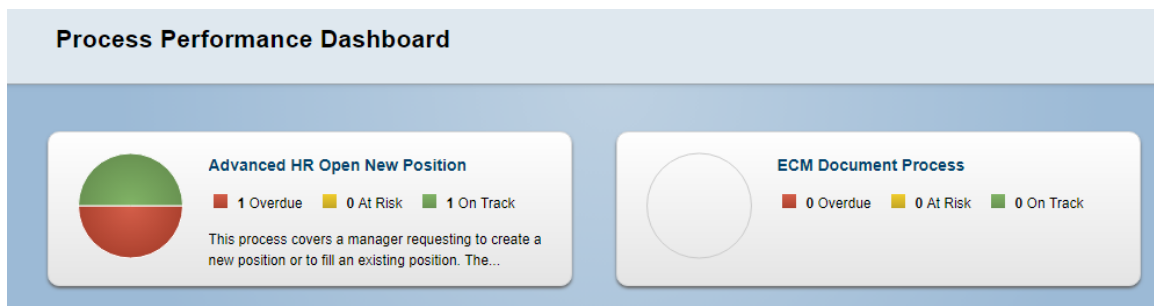 Process Performance Dashboard
Advanced HR Open New Position
1 Overdue 0 At Risk 1 On Track
This process covers a manager requesting to create a
new position or to fill an existing position. The...
ECM Document Process
0 Overdue 0 At Risk 0 On Track